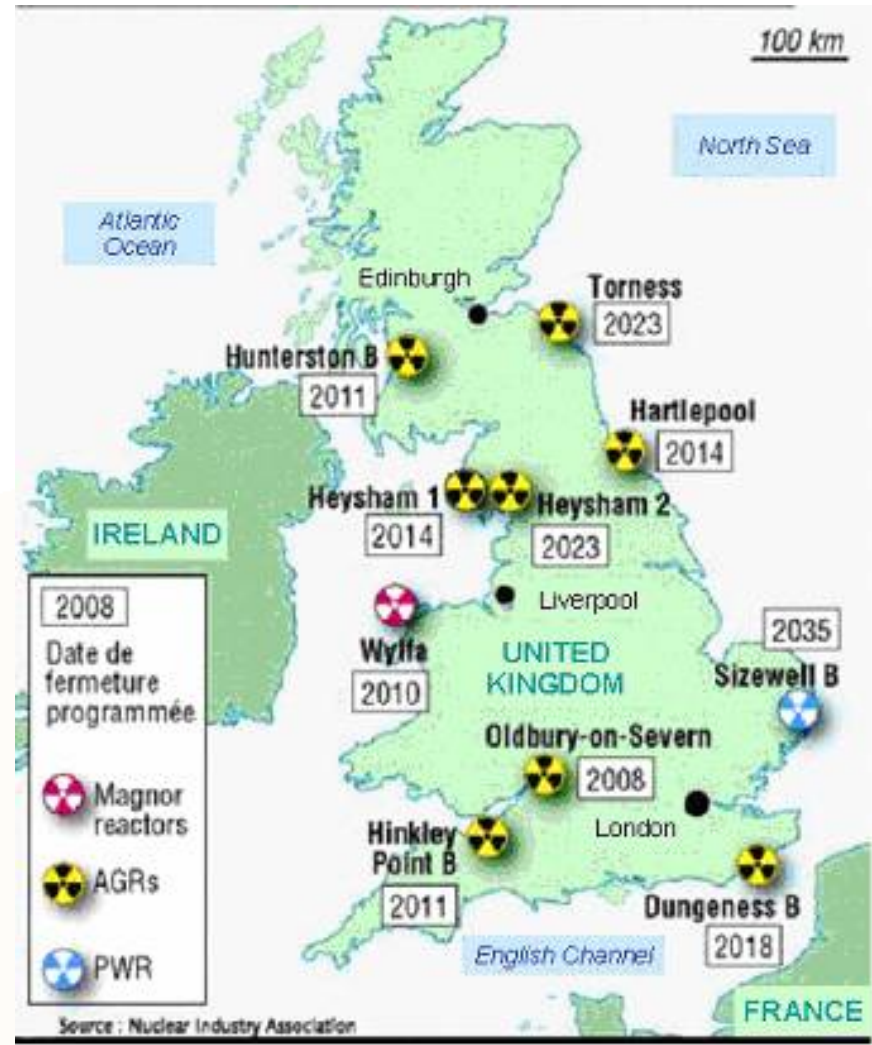 100 km
North Sea
Atlantic
Ocean
Edinburgh
Torness
2023
Hunterston B
2011
Hartlepool
2014
Heysham 1
2014
Heysham 2
2023
IRELAND
Liverpool
Wylfa
2010
UNITED
KINGDOM
2035
Sizewell B
Oldbury-on-Severn
2008
London
Hinkley
Point B
2011
Dungeness B
2018
English Channel
FRANCE
2008
Date de
fermeture
programmée
Magnor
reactors
AGRs
PWR
Source : Nuclear Industry Association